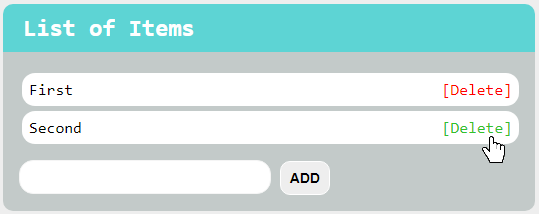 List of Items
First [Delete]
Second [Delete]
ADD